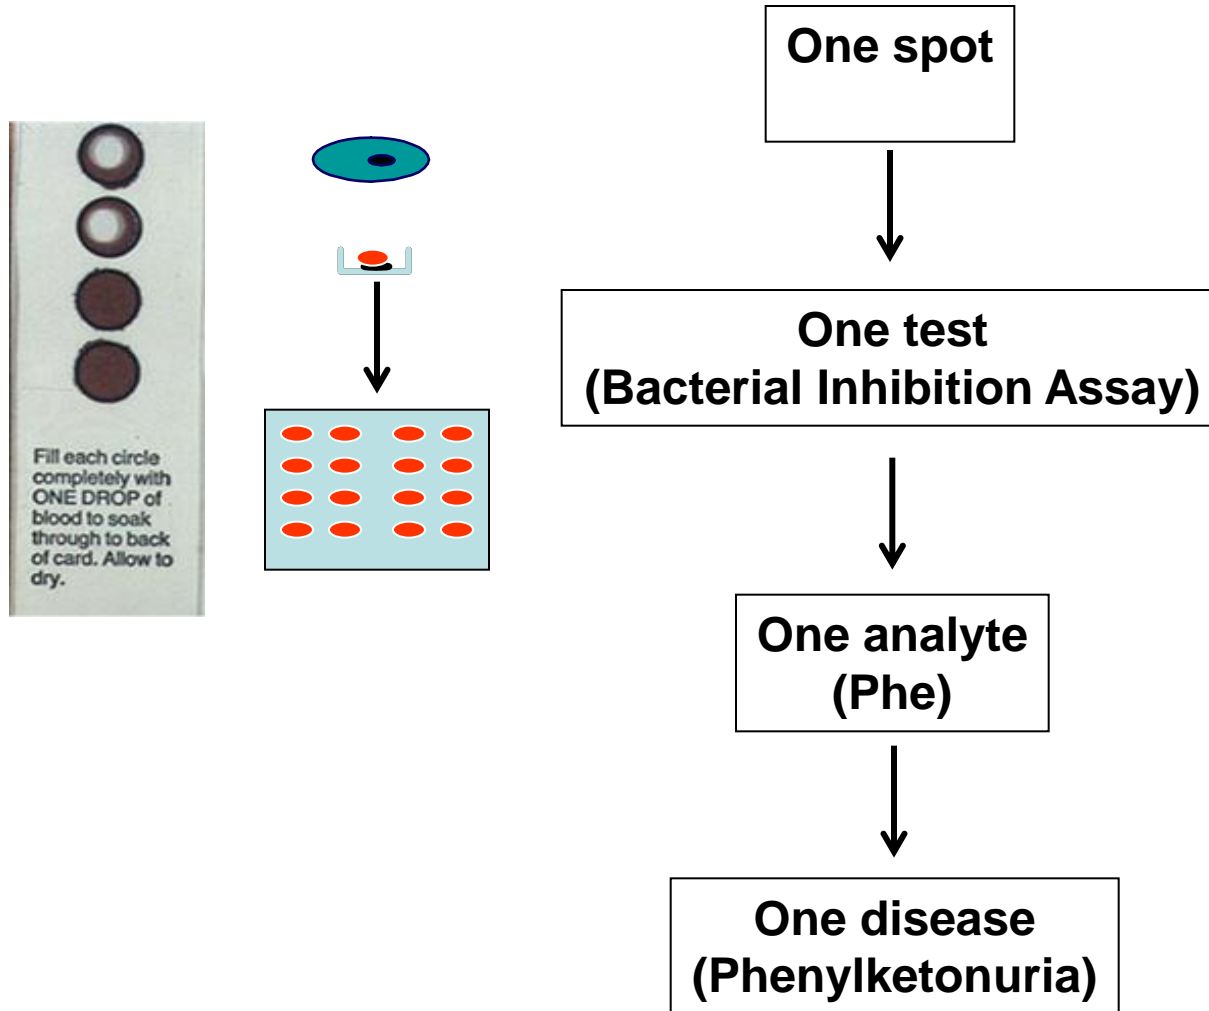 One spot
Fill each circle
completely with
ONE DROP of
blood to soak
through to back
of card. Allow to
dry.
One test
(Bacterial Inhibition Assay)
One analyte
(Phe)
One disease
(Phenylketonuria)